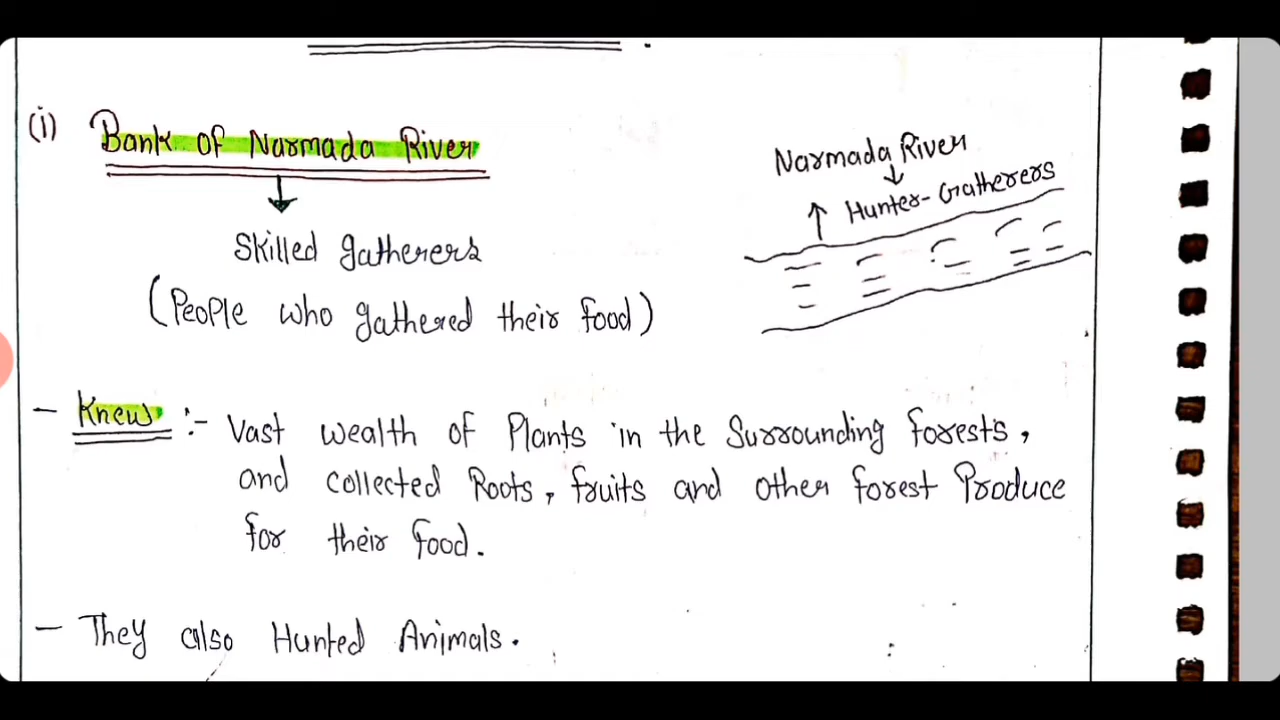 (i) Bank of Narmada River
Skilled gatherers
(People who gathered their food)
Narmada River
Hunter-Gatherers
- Knew :- Vast wealth of Plants in the Surrounding forests,
and collected Roots, fruits and other forest Produce
for their food.
- They also Hunted Animals.